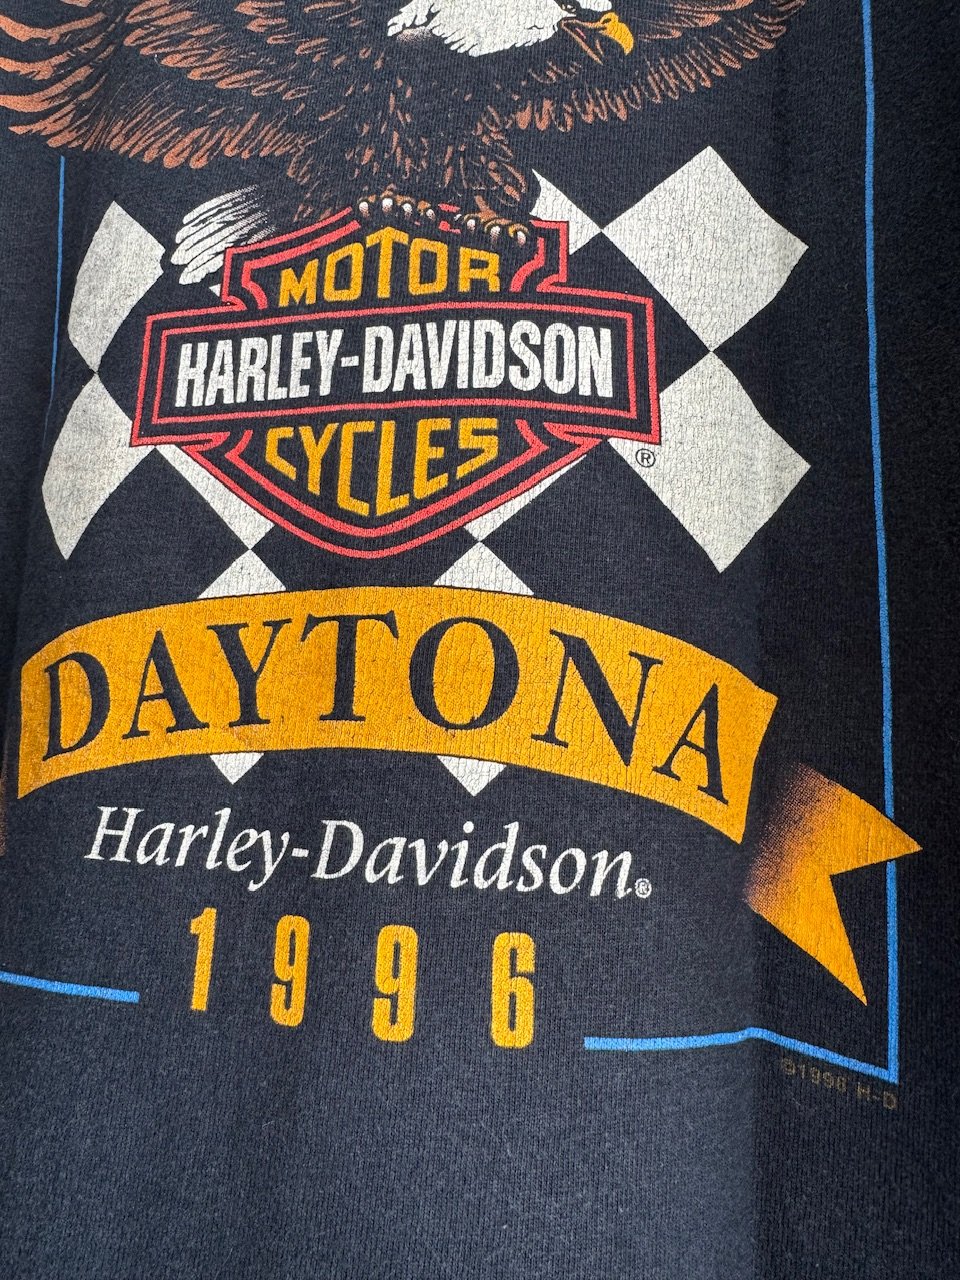 MOTOR
HARLEY-DAVIDSON
CYCLES
®
DAYTONA
Harley-Davidson®
1996
©1996 H-D